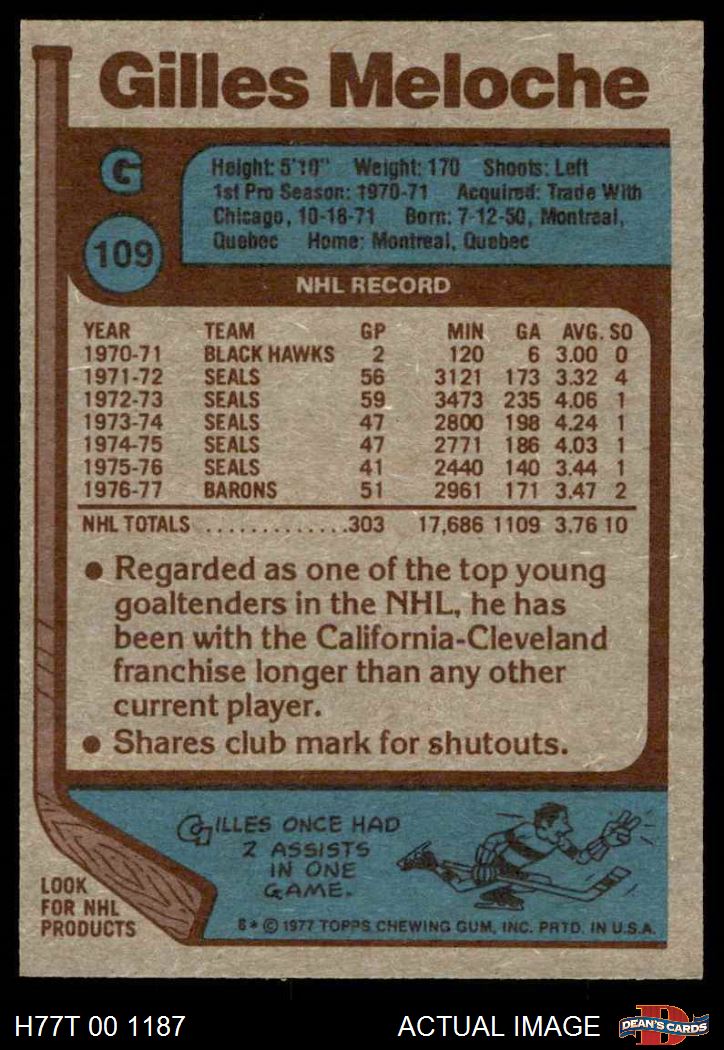 Gilles Meloche
G
109
Height: 5'10" Weight: 170 Shoots: Left
1st Pro Season: 1970-71 Acquired: Trade With
Chicago, 10-18-71 Born: 7-12-50, Montreal,
Quebec Home: Montreal, Quebec
NHL RECORD
YEAR TEAM GP MIN GA AVG. SO
1970-71 BLACK HAWKS 2 120 6 3.00 0
1971-72 SEALS 56 3121 173 3.32 4
1972-73 SEALS 59 3473 235 4.06 1
1973-74 SEALS 47 2800 198 4.24 1
1974-75 SEALS 47 2771 186 4.03 1
1975-76 SEALS 41 2440 140 3.44 1
1976-77 BARONS 51 2961 171 3.47 2
NHL TOTALS .............303 17,686 1109 3.76 10
● Regarded as one of the top young
goaltenders in the NHL, he has
been with the California-Cleveland
franchise longer than any other
current player.
● Shares club mark for shutouts.
GILLES ONCE HAD
2 ASSISTS
IN ONE
GAME.
LOOK
FOR NHL
PRODUCTS
© 1977 TOPPS CHEWING GUM, INC. PRTD. IN U.S.A.
H77T 00 1187 ACTUAL IMAGE
D
DEAN'S CARDS